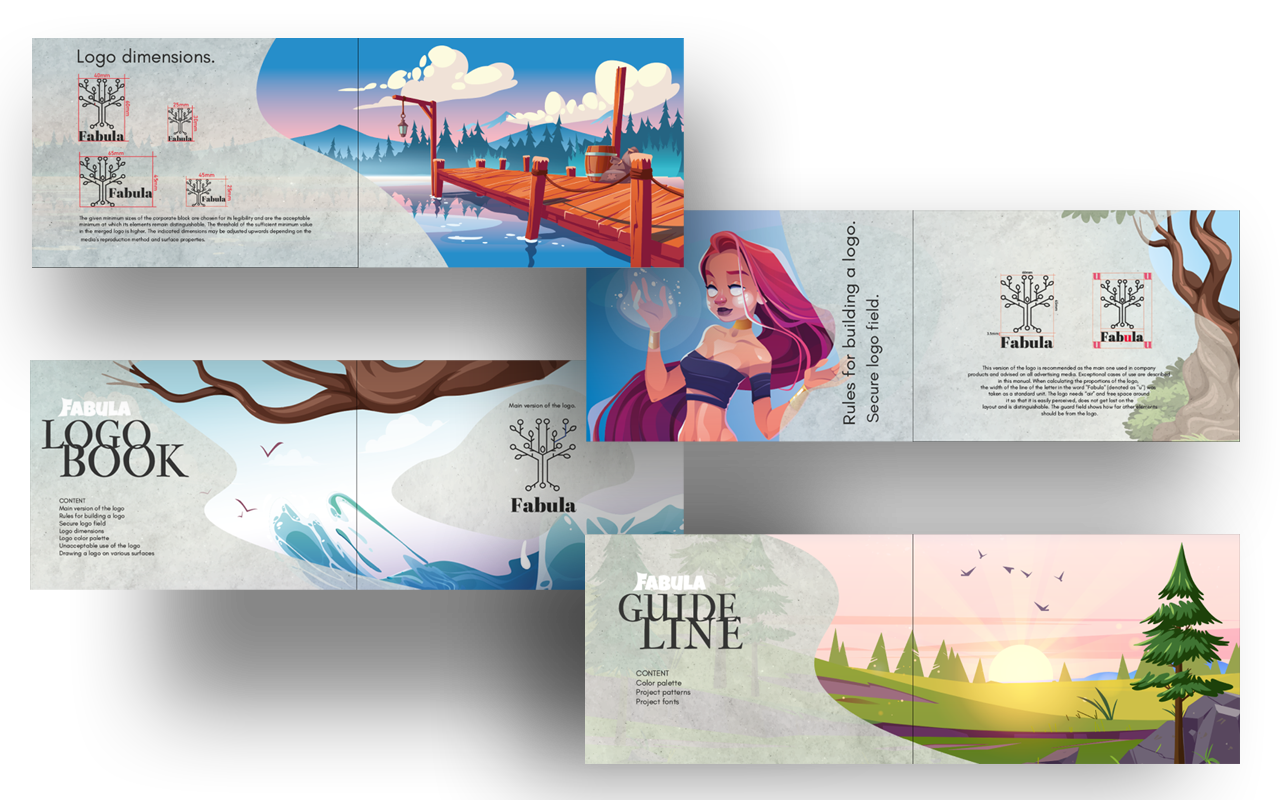 Logo dimensions.
40mm
40mm
Fabula
25mm
Fabula
65mm
Fabula
45mm
Fabula
The given minimum sizes of the corporate block are chosen for its legibility and are the acceptable
minimum at which its elements remain distinguishable. The threshold of the sufficient minimum value
in the merged logo is higher. The indicated dimensions may be adjusted upwards depending on the
media's reproduction method and surface properties.
Rules for building a logo.
Secure logo field.
Fabula
u u
Fabula
u u
This version of the logo is recommended as the main one used in company
products and advised on all advertising media. Exceptional cases of use are described
in this manual. When calculating the proportions of the logo,
the width of the line of the letter in the word "Fabula" (denoted as "u") was
taken as a standard unit. The logo needs "air" and free space around
it so that it is easily perceived, does not get lost on the
layout and is distinguishable. The guard field shows how far other elements
should be from the logo.
FABULA
LOGO
BOOK
CONTENT
Main version of the logo
Rules for building a logo
Secure logo field
Logo dimensions
Logo color palette
Unacceptable use of the logo
Drawing a logo on various surfaces
Main version of the logo.
Fabula
FABULA
GUIDE
LINE
CONTENT
Color palette
Project patterns
Project fonts